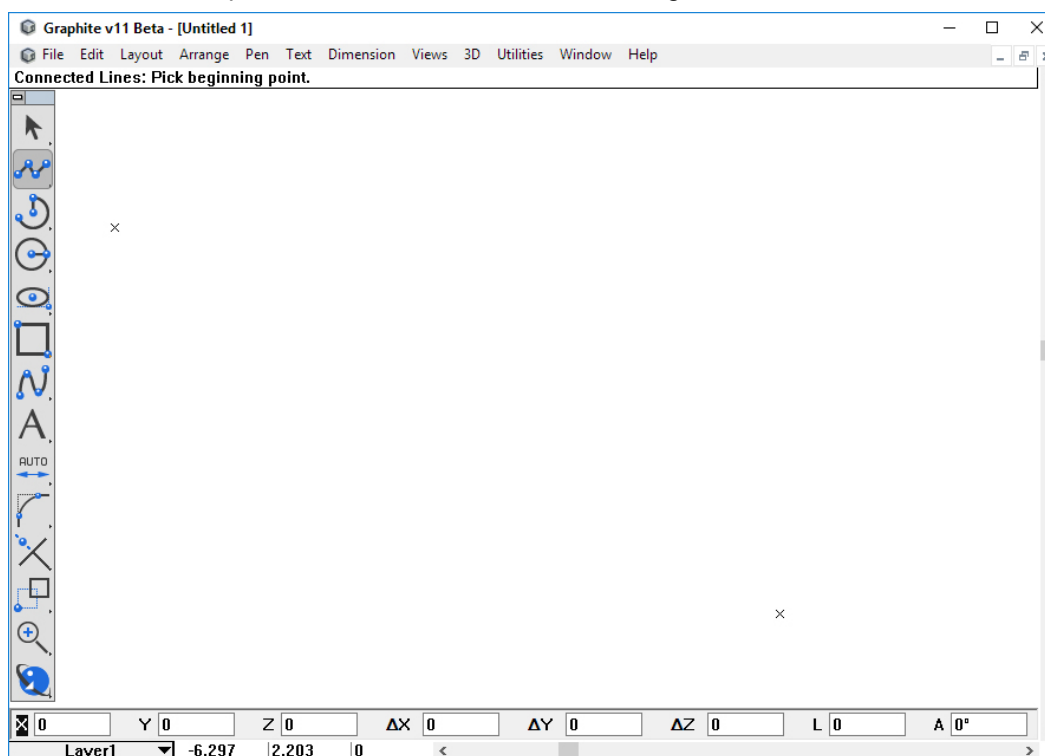 Graphite v11 Beta - [Untitled 1]
File Edit Layout Arrange Pen Text Dimension Views 3D Utilities Window Help
Connected Lines: Pick beginning point.
A
AUTO
X 0 Y 0 Z 0 ΔX 0 ΔY 0 ΔZ 0 L 0 A 0°
Layer1 -6.297 2.203 0